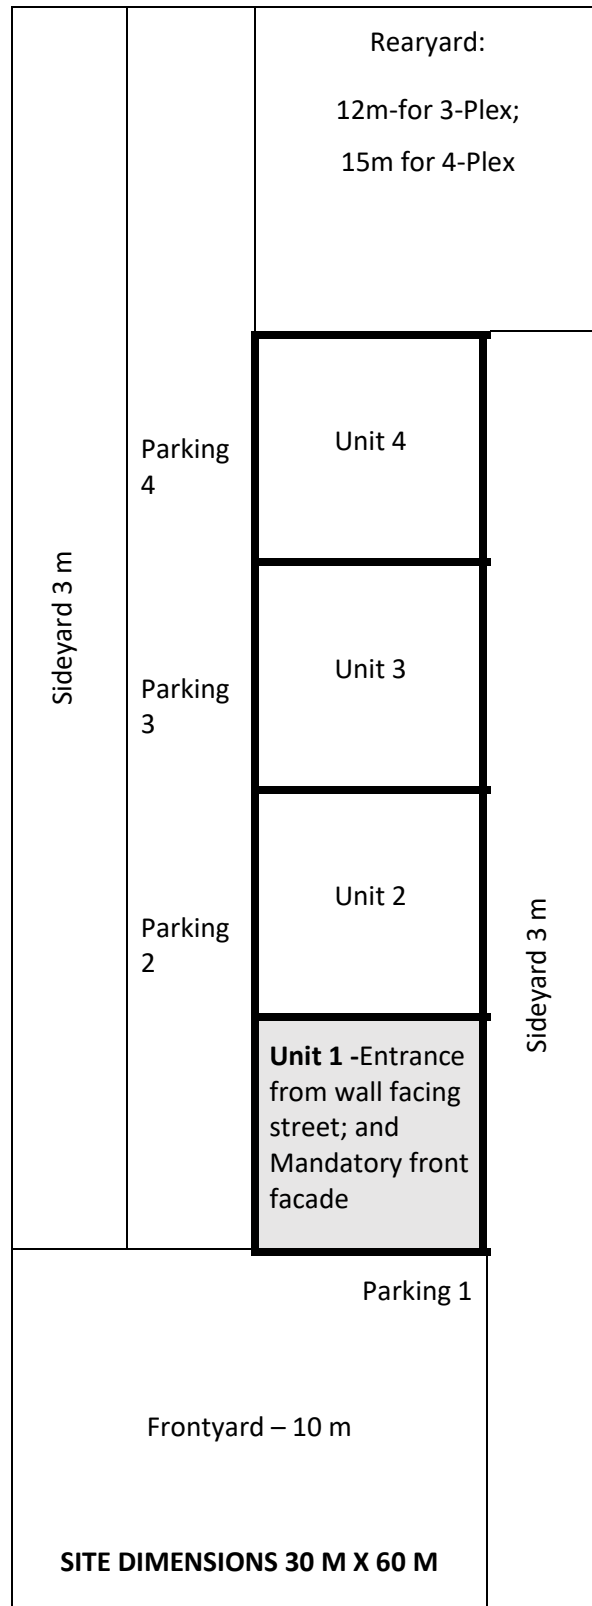 Rearyard:
12m-for 3-Plex;
15m for 4-Plex
Parking
4
Unit 4
Sideyard 3 m
Parking
3
Unit 3
Parking
2
Unit 2
Sideyard 3 m
Unit 1 -Entrance
from wall facing
street; and
Mandatory front
facade
Parking 1
Frontyard – 10 m
SITE DIMENSIONS 30 M X 60 M